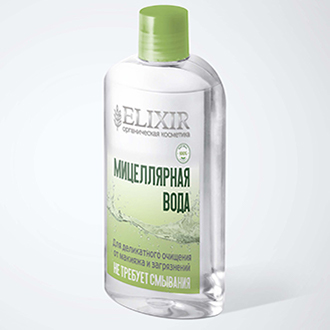 ELIXIR
органическая косметика
МИЦЕЛЛЯРНАЯ
ВОДА
Для деликатного очищения
от макияжа и загрязнений
НЕ ТРЕБУЕТ СМЫВАНИЯ